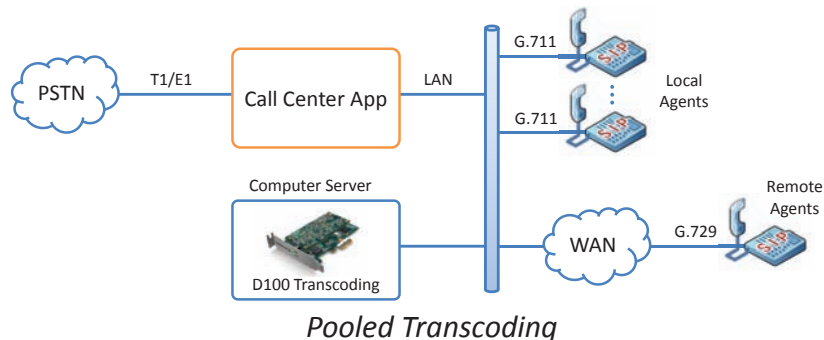 PSTN
T1/E1
Call Center App
LAN
G.711
S.I.P
Local
Agents
G.711
S.I.P
Computer Server
D100 Transcoding
WAN
G.729
Remote
Agents
S.I.P
Pooled Transcoding